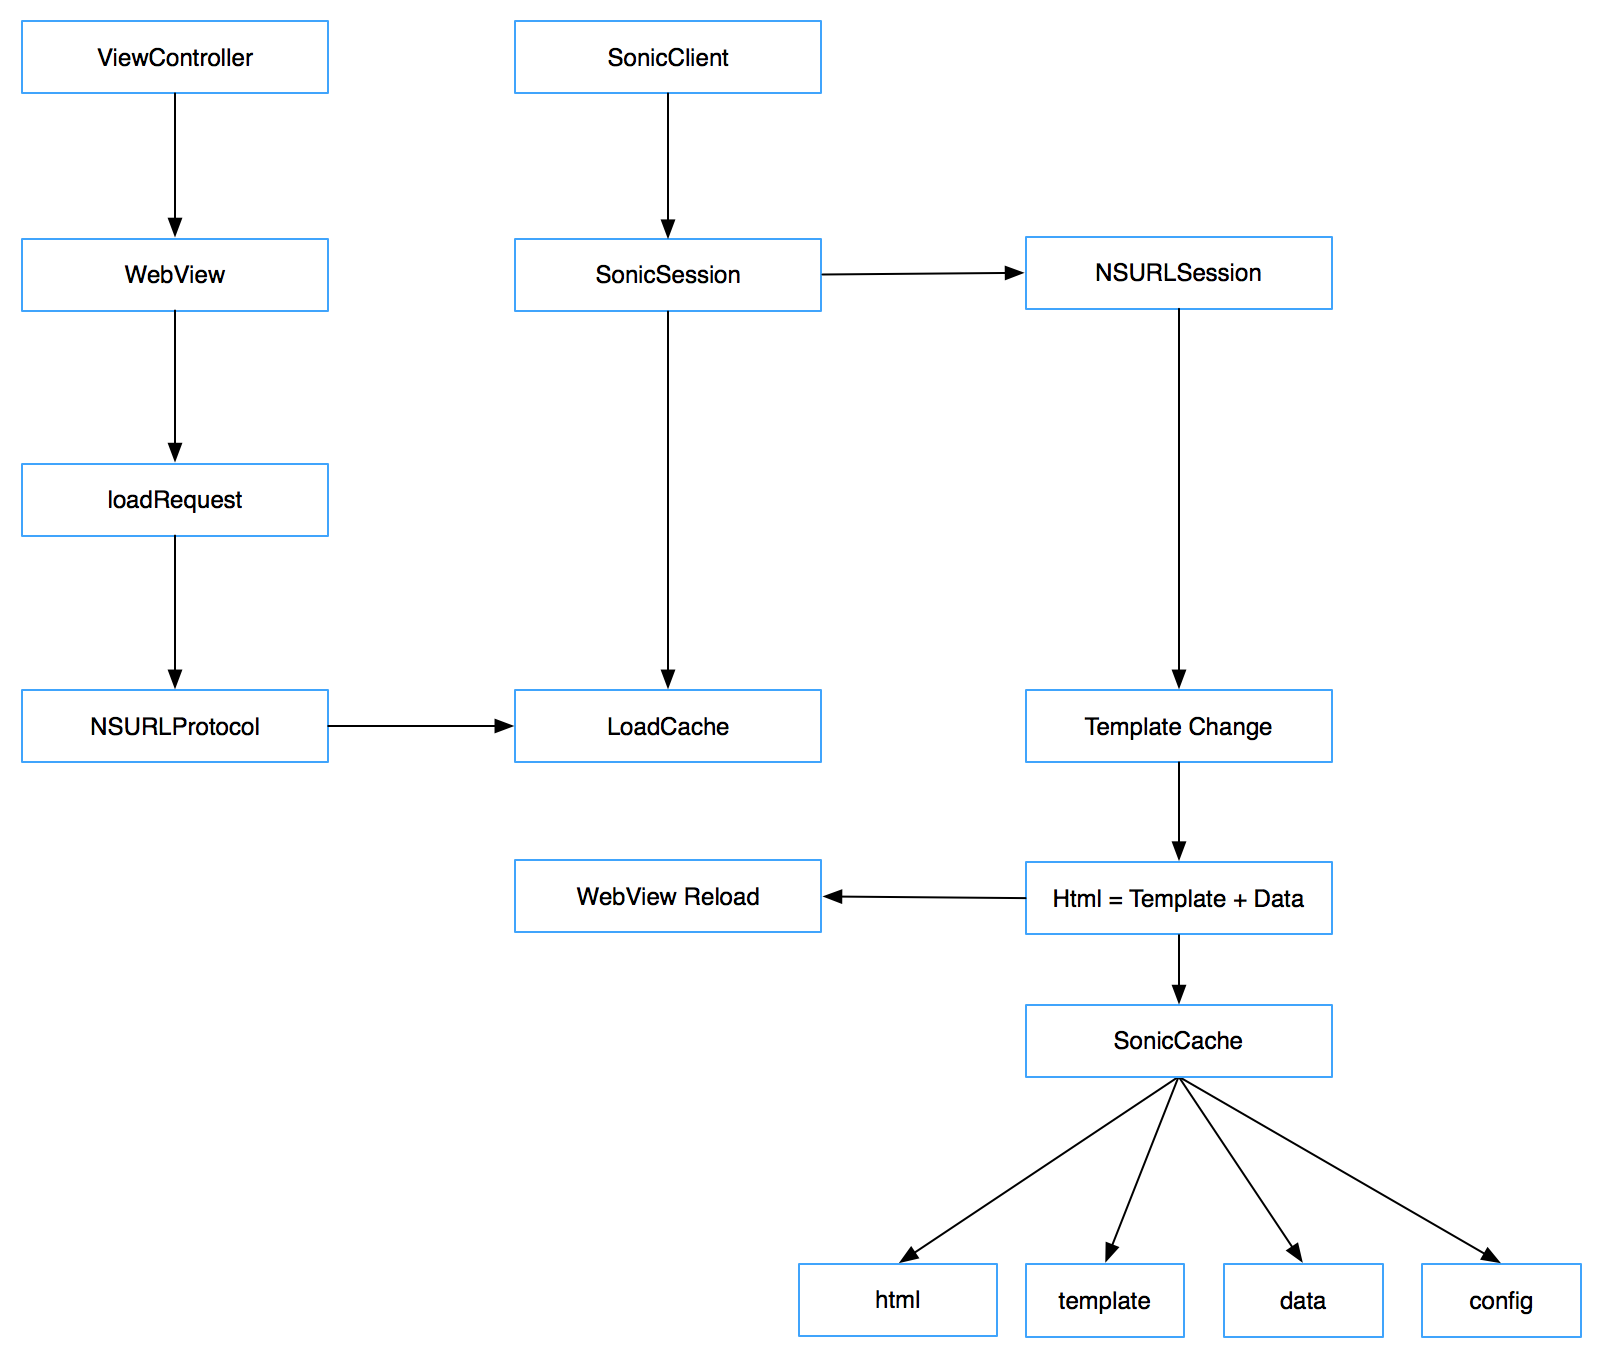 ViewController
SonicClient
WebView
SonicSession
NSURLSession
loadRequest
NSURLProtocol
LoadCache
Template Change
WebView Reload
Html = Template + Data
SonicCache
html
template
data
config